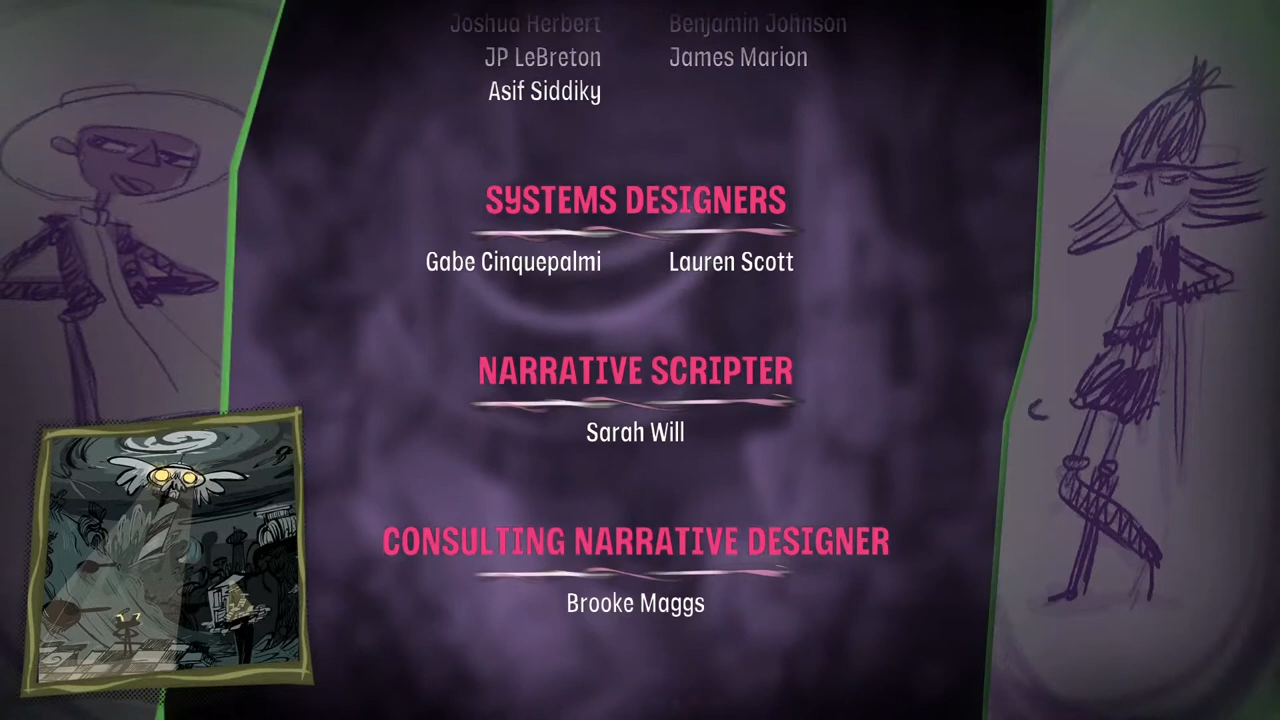 Joshua Herbert Benjamin Johnson
JP LeBreton James Marion
Asif Siddiky
SYSTEMS DESIGNERS
Gabe Cinquepalmi Lauren Scott
NARRATIVE SCRIPTER
Sarah Will
CONSULTING NARRATIVE DESIGNER
Brooke Maggs